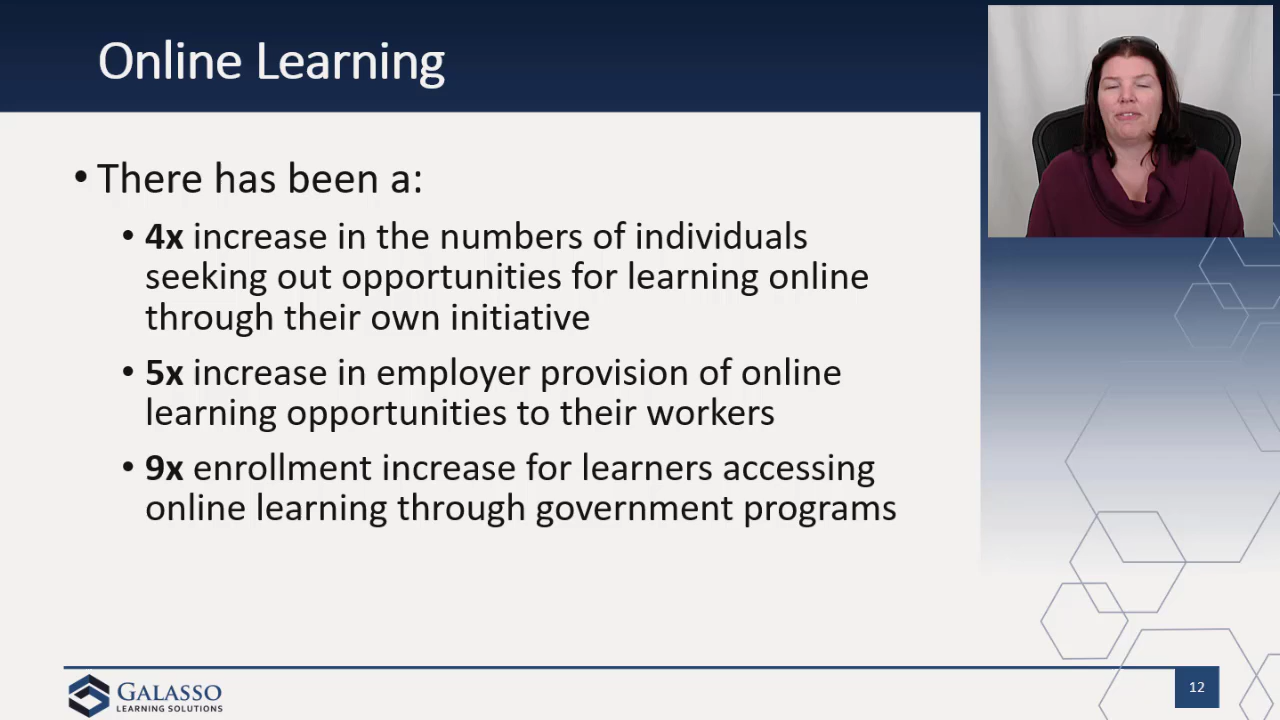 Online Learning
• There has been a:
• 4x increase in the numbers of individuals
seeking out opportunities for learning online
through their own initiative
• 5x increase in employer provision of online
learning opportunities to their workers
• 9x enrollment increase for learners accessing
online learning through government programs
GALASSO
LEARNING SOLUTIONS
12